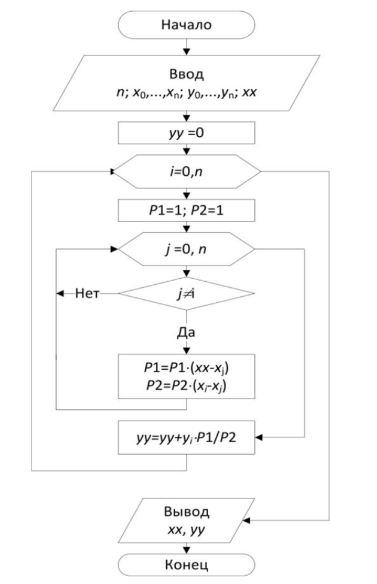 Начало
Ввод
n; x₀,...,xₙ; y₀,...,yₙ; xx
yy =0
i=0,n
P1=1; P2=1
j =0, n
j≠i
Нет
Да
P1=P1·(xx-xⱼ)
P2=P2·(xᵢ-xⱼ)
yy=yy+yᵢ·P1/P2
Вывод
xx, yy
Конец